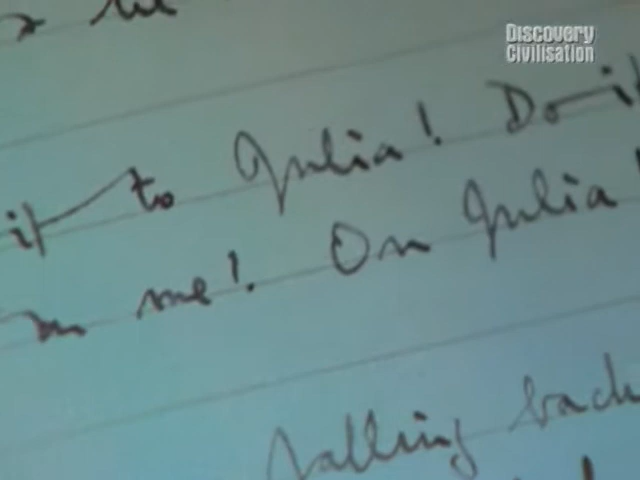 Discovery
Civilisation
it to Julia! Do it
me! On Julia!
falling back